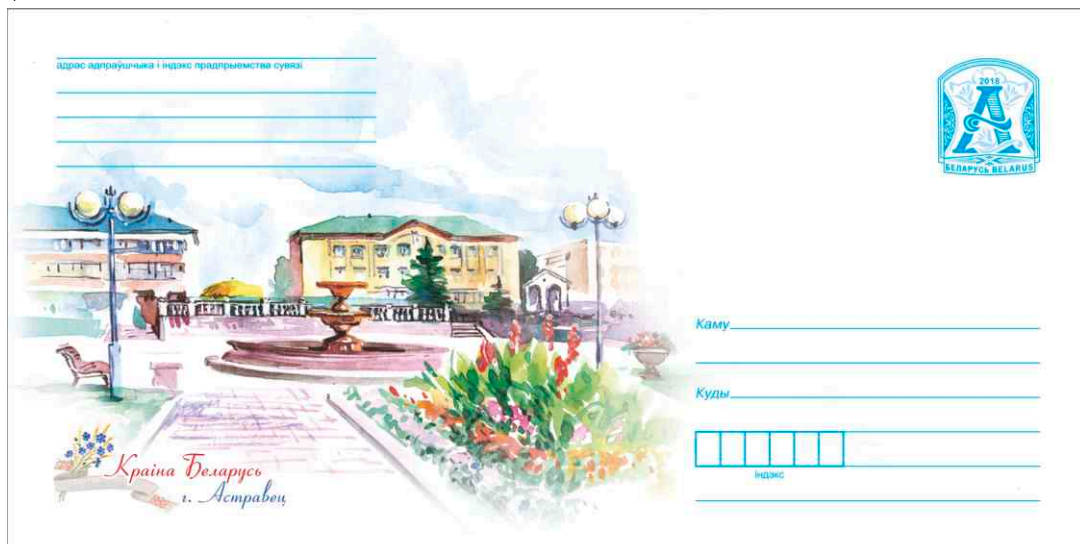 адрас адпраўшчыка і індэкс прадпрыемства сувязі
2018
А
БЕЛАРУСЬ BELARUS
Каму
Куды
індэкс
Краіна Беларусь
г. Астравец